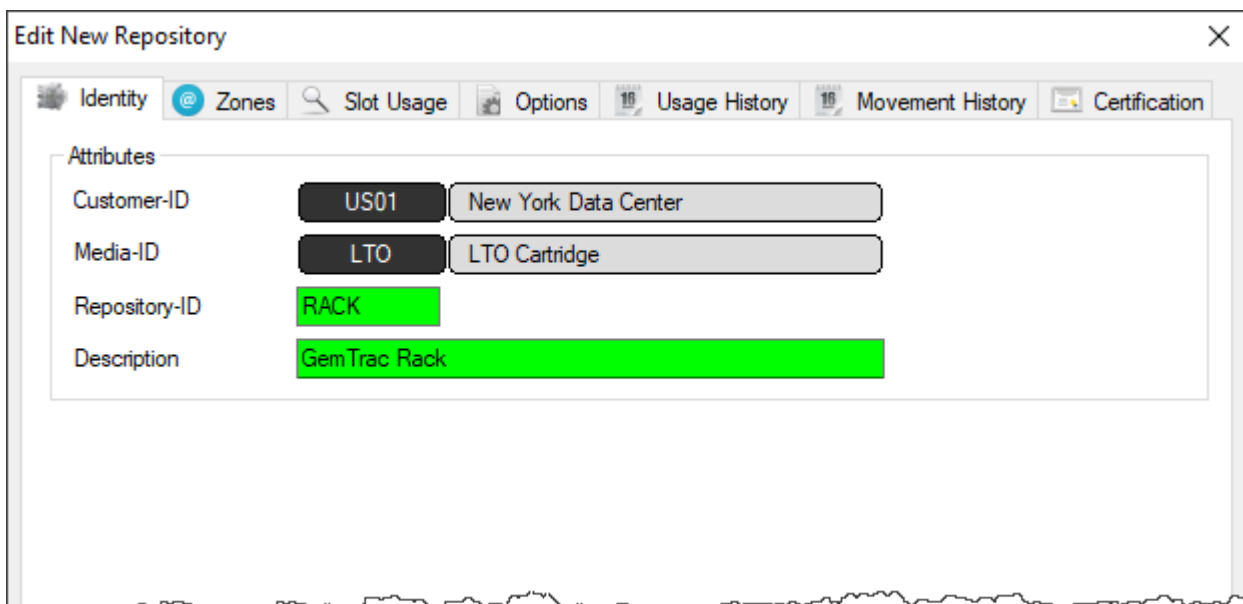 Edit New Repository
Identity Zones Slot Usage Options Usage History Movement History Certification
Attributes
Customer-ID US01 New York Data Center
Media-ID LTO LTO Cartridge
Repository-ID RACK
Description GemTrac Rack